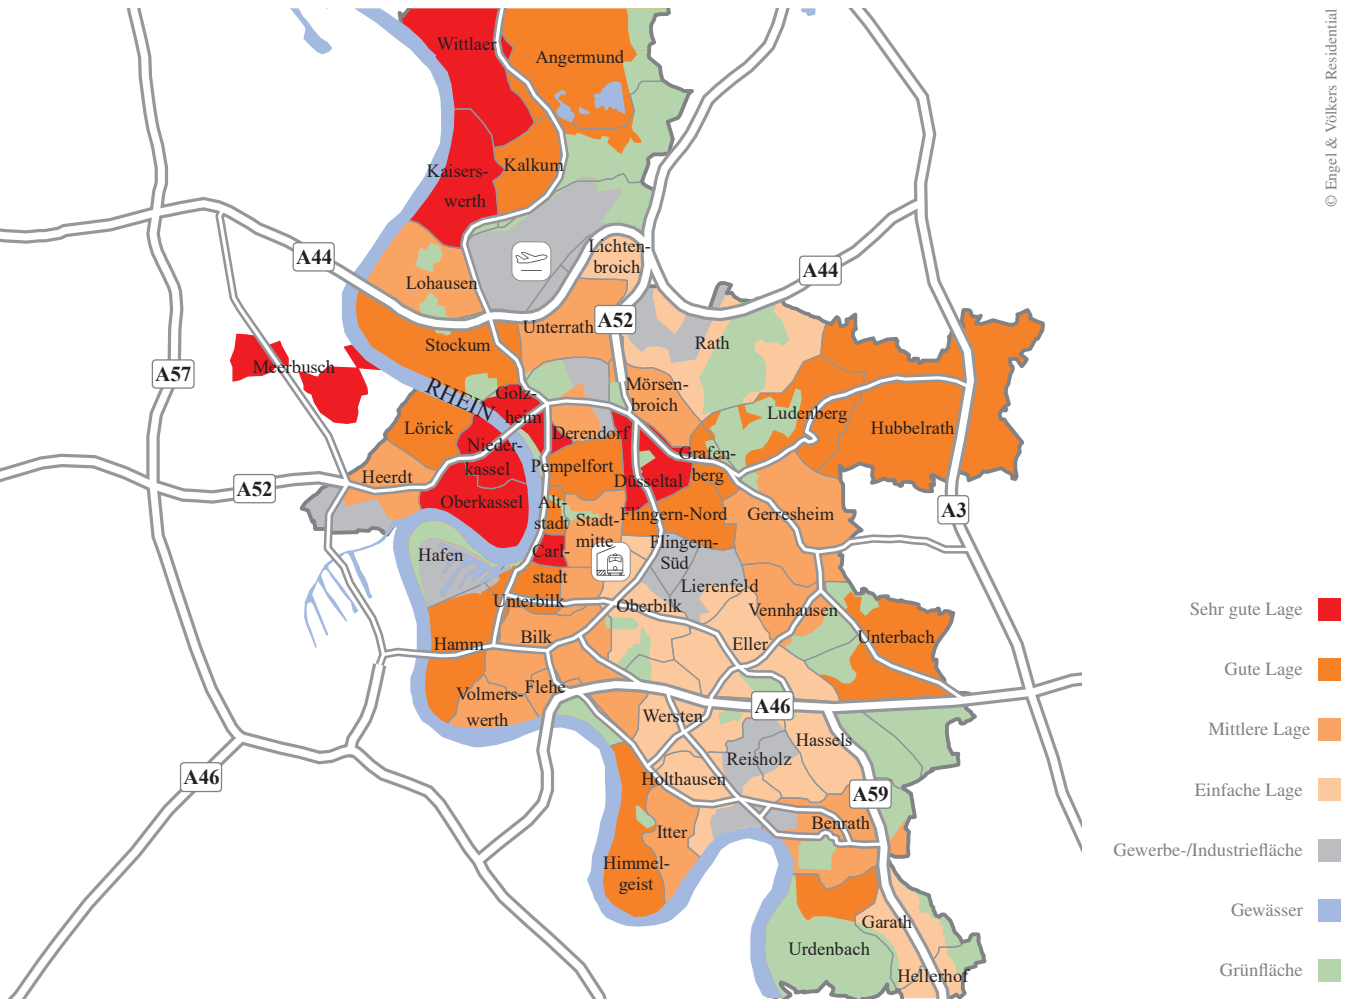 © Engel & Völkers Residential
Wittlaer
Angermund
Kaisers-
werth
Kalkum
Lichten-
broich
A44
A44
Lohausen
Unterrath
A52
Rath
Stockum
Meerbusch
A57
RHEIN
Golz-
heim
Mörsen-
broich
Ludenberg
Hubbelrath
Lörick
Derendorf
Nieder-
kassel
Grafen-
berg
Pempelfort
Düsseltal
Heerdt
A52
Oberkassel
Alt-
stadt
Stadt-
mitte
Flingern-Nord
Gerresheim
A3
Hafen
Carl-
stadt
Flingern-
Süd
Lierenfeld
Unterbilk
Oberbilk
Vennhausen
Hamm
Bilk
Eller
Unterbach
Volmers-
werth
Flehe
Wersten
A46
Hassels
Reisholz
A46
Holthausen
A59
Itter
Benrath
Himmel-
geist
Garath
Urdenbach
Hellerhof
Sehr gute Lage
Gute Lage
Mittlere Lage
Einfache Lage
Gewerbe-/Industriefläche
Gewässer
Grünfläche